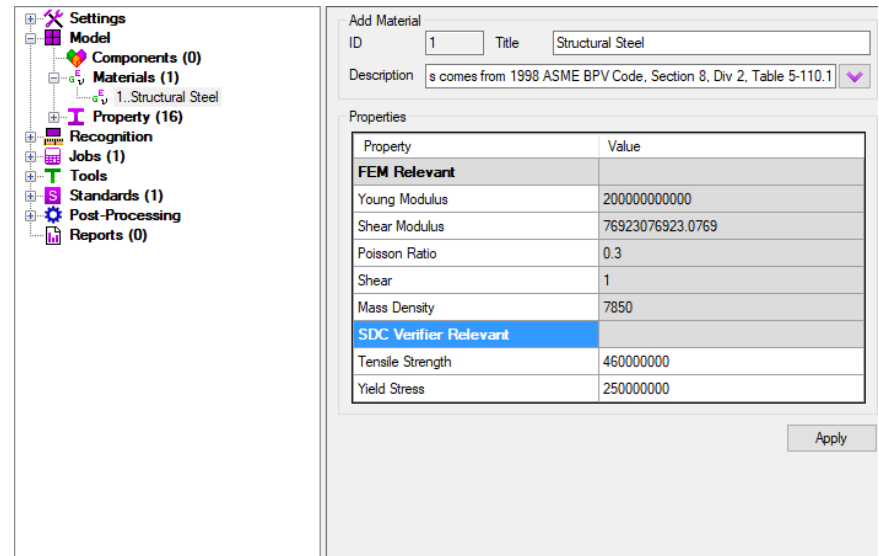 Settings
Model
Components (0)
Materials (1)
1..Structural Steel
Property (16)
Recognition
Jobs (1)
Tools
Standards (1)
Post-Processing
Reports (0)
Add Material
ID 1 Title Structural Steel
Description s comes from 1998 ASME BPV Code, Section 8, Div 2, Table 5-110.1
Properties
Property Value
FEM Relevant
Young Modulus 200000000000
Shear Modulus 76923076923.0769
Poisson Ratio 0.3
Shear 1
Mass Density 7850
SDC Verifier Relevant
Tensile Strength 460000000
Yield Stress 250000000
Apply